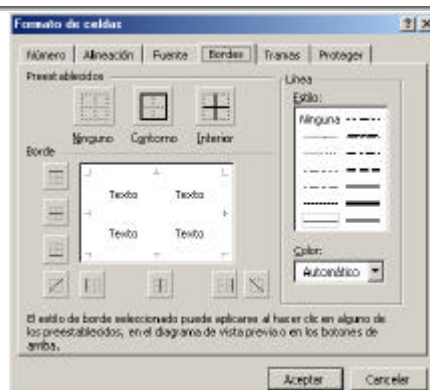 Formato de celdas
Número Alineación Fuente Bordes Tramas Proteger
Preestablecidos
Ninguno Contorno Interior
Borde
Texto Texto
Texto Texto
Línea
Estilo:
Ninguna
Color:
Automático
El estilo de borde seleccionado puede aplicarse al hacer clic en alguno de
los preestablecidos, en el diagrama de vista previa o en los botones de
arriba.
Aceptar Cancelar